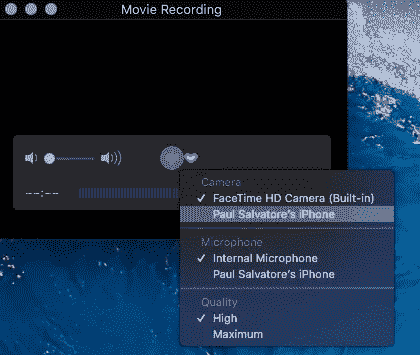 Movie Recording
--:--
Camera
✓ FaceTime HD Camera (Built-in)
Paul Salvatore's iPhone
Microphone
✓ Internal Microphone
Paul Salvatore's iPhone
Quality
✓ High
Maximum